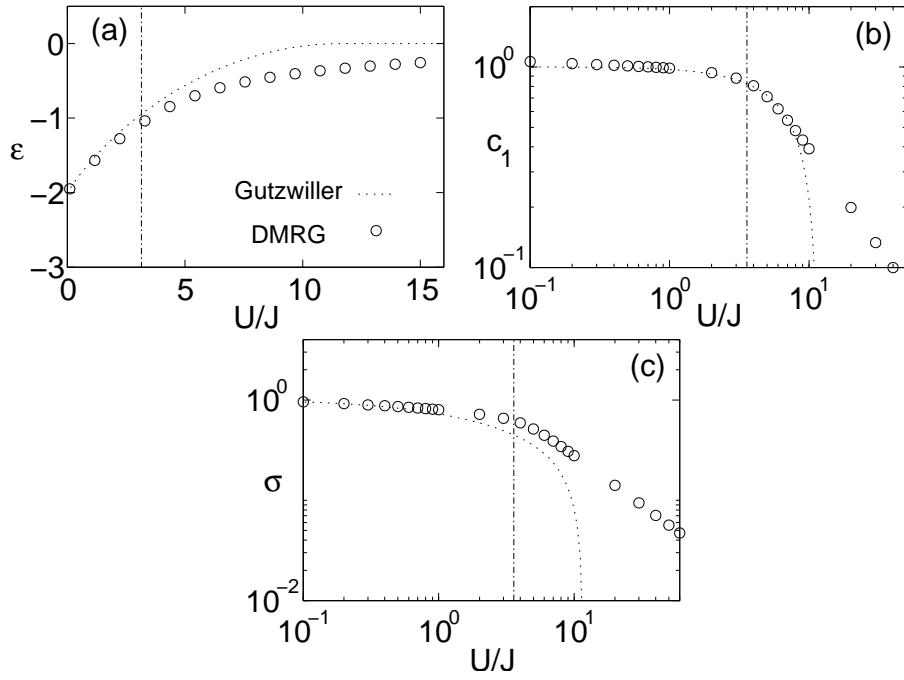 (a)
0
−1
−2
−3
ε
Gutzwiller
DMRG
0 5 10 15
U/J
(b)
10^0
10^-1
c_1
10^-1 10^0 10^1
U/J
(c)
10^0
10^-2
σ
10^-1 10^0 10^1
U/J